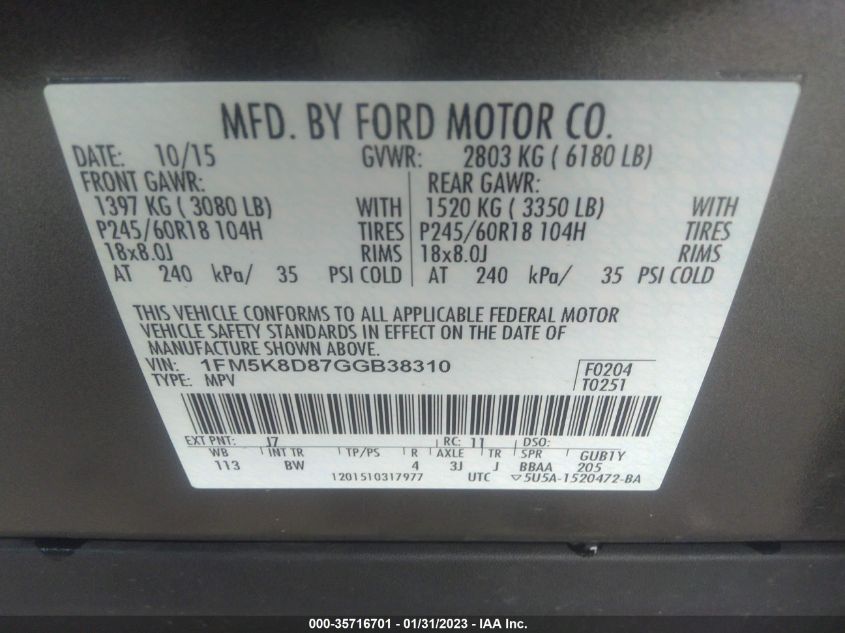 MFD. BY FORD MOTOR CO.
DATE: 10/15 GVWR: 2803 KG ( 6180 LB)
FRONT GAWR: REAR GAWR:
1397 KG ( 3080 LB) WITH 1520 KG ( 3350 LB) WITH
P245/60R18 104H TIRES P245/60R18 104H TIRES
18x8.0J RIMS 18x8.0J RIMS
AT 240 kPa/ 35 PSI COLD AT 240 kPa/ 35 PSI COLD
THIS VEHICLE CONFORMS TO ALL APPLICABLE FEDERAL MOTOR
VEHICLE SAFETY STANDARDS IN EFFECT ON THE DATE OF
MANUFACTURE SHOWN ABOVE.
VIN: 1FM5K8D87GGB38310 F0204
TYPE: MPV T0251
EXT PNT: J7 RC: 11 DSO:
WB INT TR TP/PS R AXLE TR SPR GUB1Y
113 BW 4 3J J BBAA 205
1201510317977 UTC ▽5U5A-1520472-BA
000-35716701 / 01/31/2023 - IAA Inc.